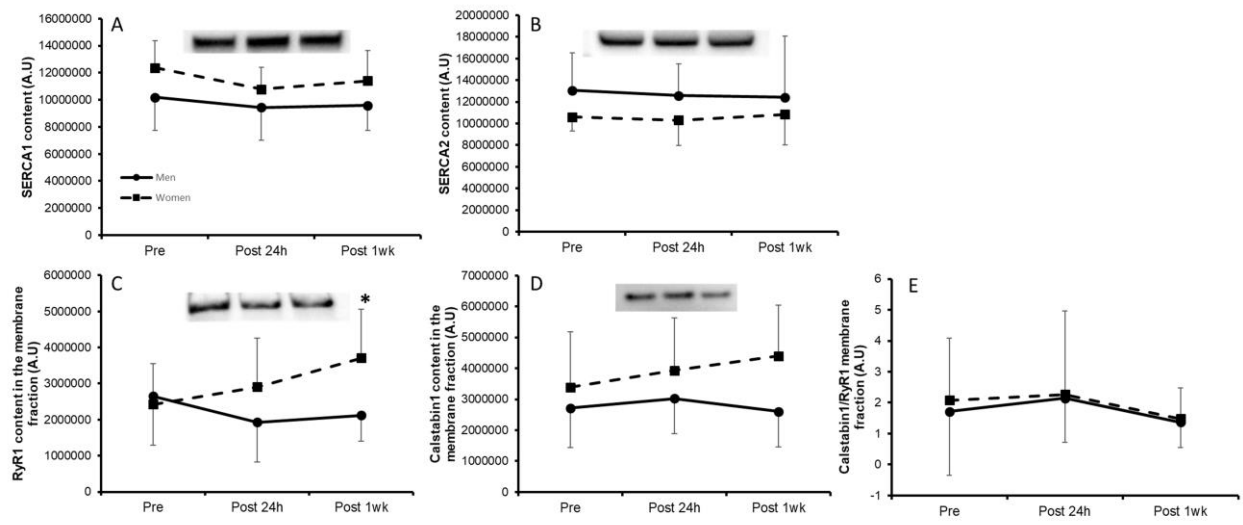 A
SERCA1 content (A.U)
16000000
14000000
12000000
10000000
8000000
6000000
4000000
2000000
0
Men
Women
Pre Post 24h Post 1wk
B
SERCA2 content (A.U)
20000000
18000000
16000000
14000000
12000000
10000000
8000000
6000000
4000000
2000000
0
Pre Post 24h Post 1wk
C
RyR1 content in the membrane
fraction (A.U)
6000000
5000000
4000000
3000000
2000000
1000000
0
*
Pre Post 24h Post 1wk
D
Calstabin1 content in the
membrane fraction (A.U)
7000000
6000000
5000000
4000000
3000000
2000000
1000000
0
Pre Post 24h Post 1wk
E
Calstabin1/RyR1 membrane
fraction (A.U)
6
5
4
3
2
1
0
-1
Pre Post 24h Post 1wk